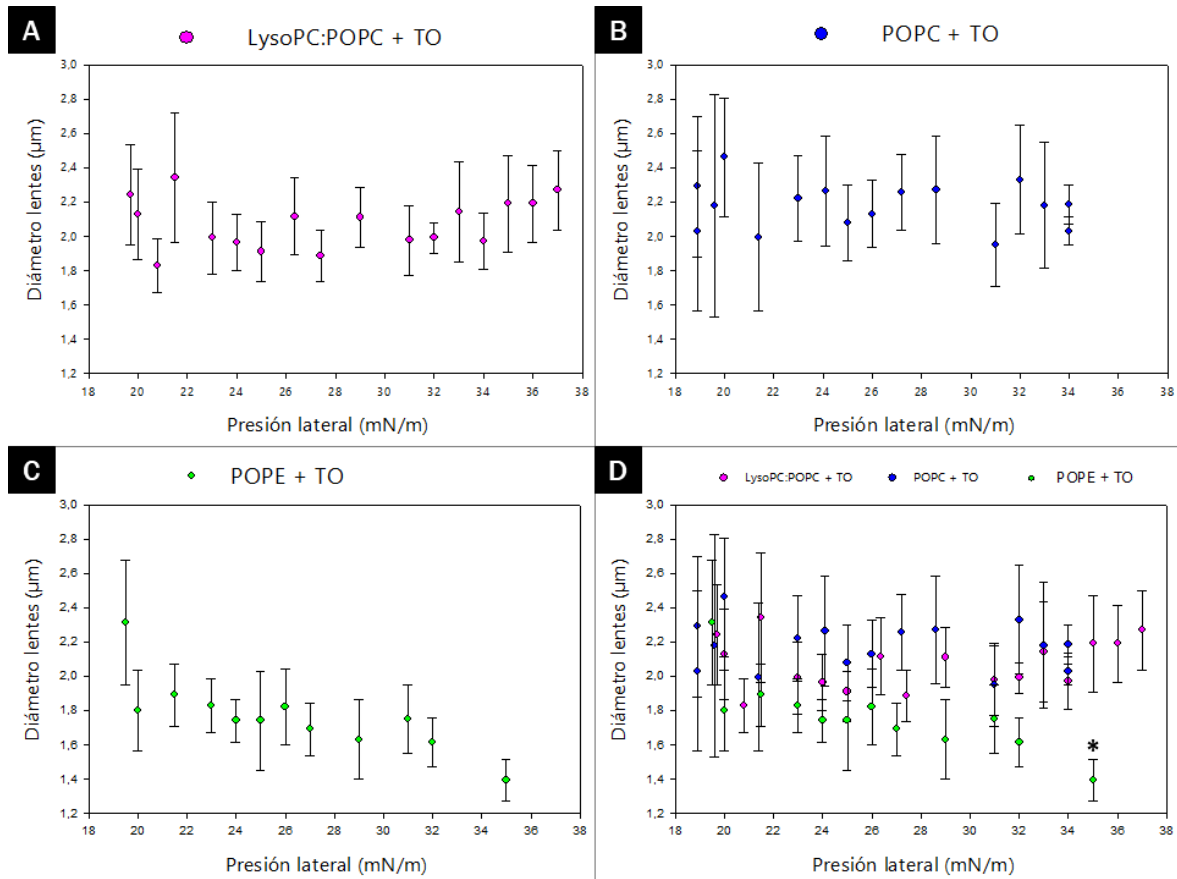 A
LysoPC:POPC + TO
3,0
2,8
2,6
2,4
2,2
2,0
1,8
1,6
1,4
1,2
Diámetro lentes (µm)
18 20 22 24 26 28 30 32 34 36 38
Presión lateral (mN/m)
B
POPC + TO
3,0
2,8
2,6
2,4
2,2
2,0
1,8
1,6
1,4
1,2
Diámetro lentes (µm)
18 20 22 24 26 28 30 32 34 36 38
Presión lateral (mN/m)
C
POPE + TO
3,0
2,8
2,6
2,4
2,2
2,0
1,8
1,6
1,4
1,2
Diámetro lentes (µm)
18 20 22 24 26 28 30 32 34 36 38
Presión lateral (mN/m)
D
LysoPC:POPC + TO POPC + TO POPE + TO
3,0
2,8
2,6
2,4
2,2
2,0
1,8
1,6
1,4
1,2
Diámetro lentes (µm)
*
18 20 22 24 26 28 30 32 34 36 38
Presión lateral (mN/m)